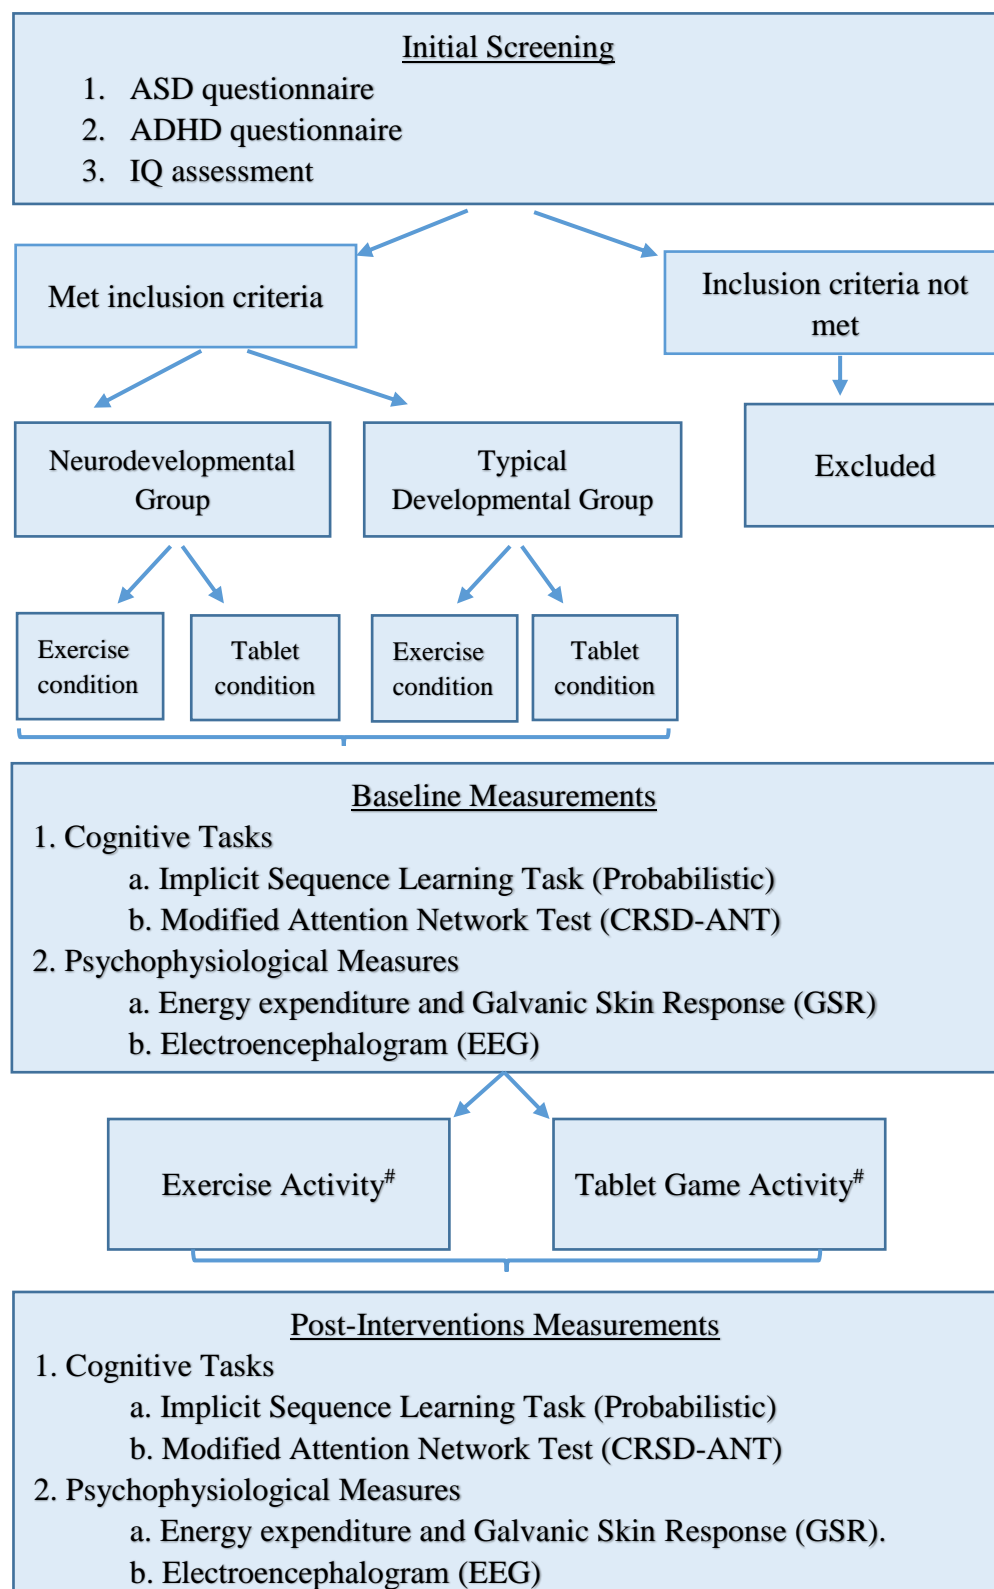 Initial Screening
1. ASD questionnaire
2. ADHD questionnaire
3. IQ assessment
Met inclusion criteria
Inclusion criteria not
met
Neurodevelopmental
Group
Typical
Developmental Group
Excluded
Exercise
condition
Tablet
condition
Exercise
condition
Tablet
condition
Baseline Measurements
1. Cognitive Tasks
a. Implicit Sequence Learning Task (Probabilistic)
b. Modified Attention Network Test (CRSD-ANT)
2. Psychophysiological Measures
a. Energy expenditure and Galvanic Skin Response (GSR)
b. Electroencephalogram (EEG)
Exercise Activity#
Tablet Game Activity#
Post-Interventions Measurements
1. Cognitive Tasks
a. Implicit Sequence Learning Task (Probabilistic)
b. Modified Attention Network Test (CRSD-ANT)
2. Psychophysiological Measures
a. Energy expenditure and Galvanic Skin Response (GSR).
b. Electroencephalogram (EEG)